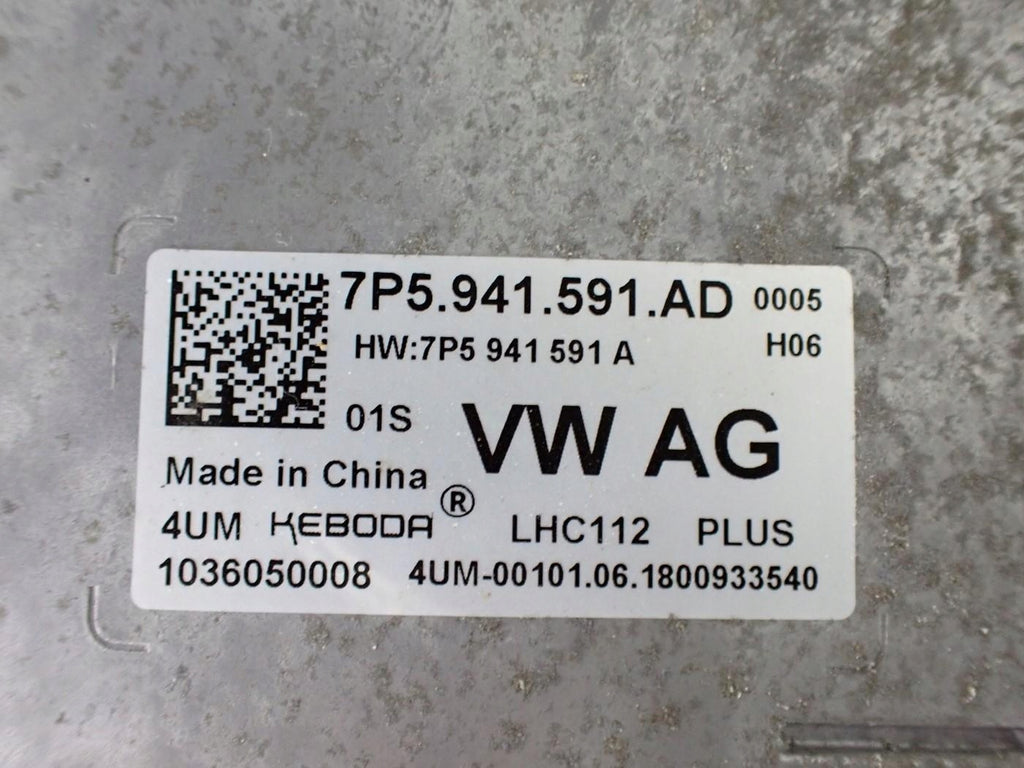 7P5.941.591.AD 0005
HW:7P5 941 591 A H06
01S VW AG
Made in China
4UM KEBODA® LHC112 PLUS
1036050008 4UM-00101.06.1800933540